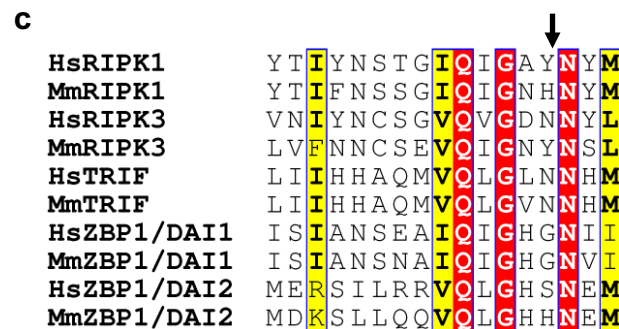 c
HsRIPK1 YTIYNSTGIQIGAYNYM
MmRIPK1 YTIFNSSGIQIGNHNYM
HsRIPK3 VNIYNCSGVQVGDNNYL
MmRIPK3 LVFNNCSEVQIGNYNSL
HsTRIF LIIHHAQMVQLGLNNHM
MmTRIF LIIHHAQMVQLGVNNHM
HsZBP1/DAI1 ISIANSEAIQIGHGNII
MmZBP1/DAI1 ISIANSNAIQIGHGNVI
HsZBP1/DAI2 MERSILRRVQLGHSNEM
MmZBP1/DAI2 MDKSLLQQVQLGHHNEM